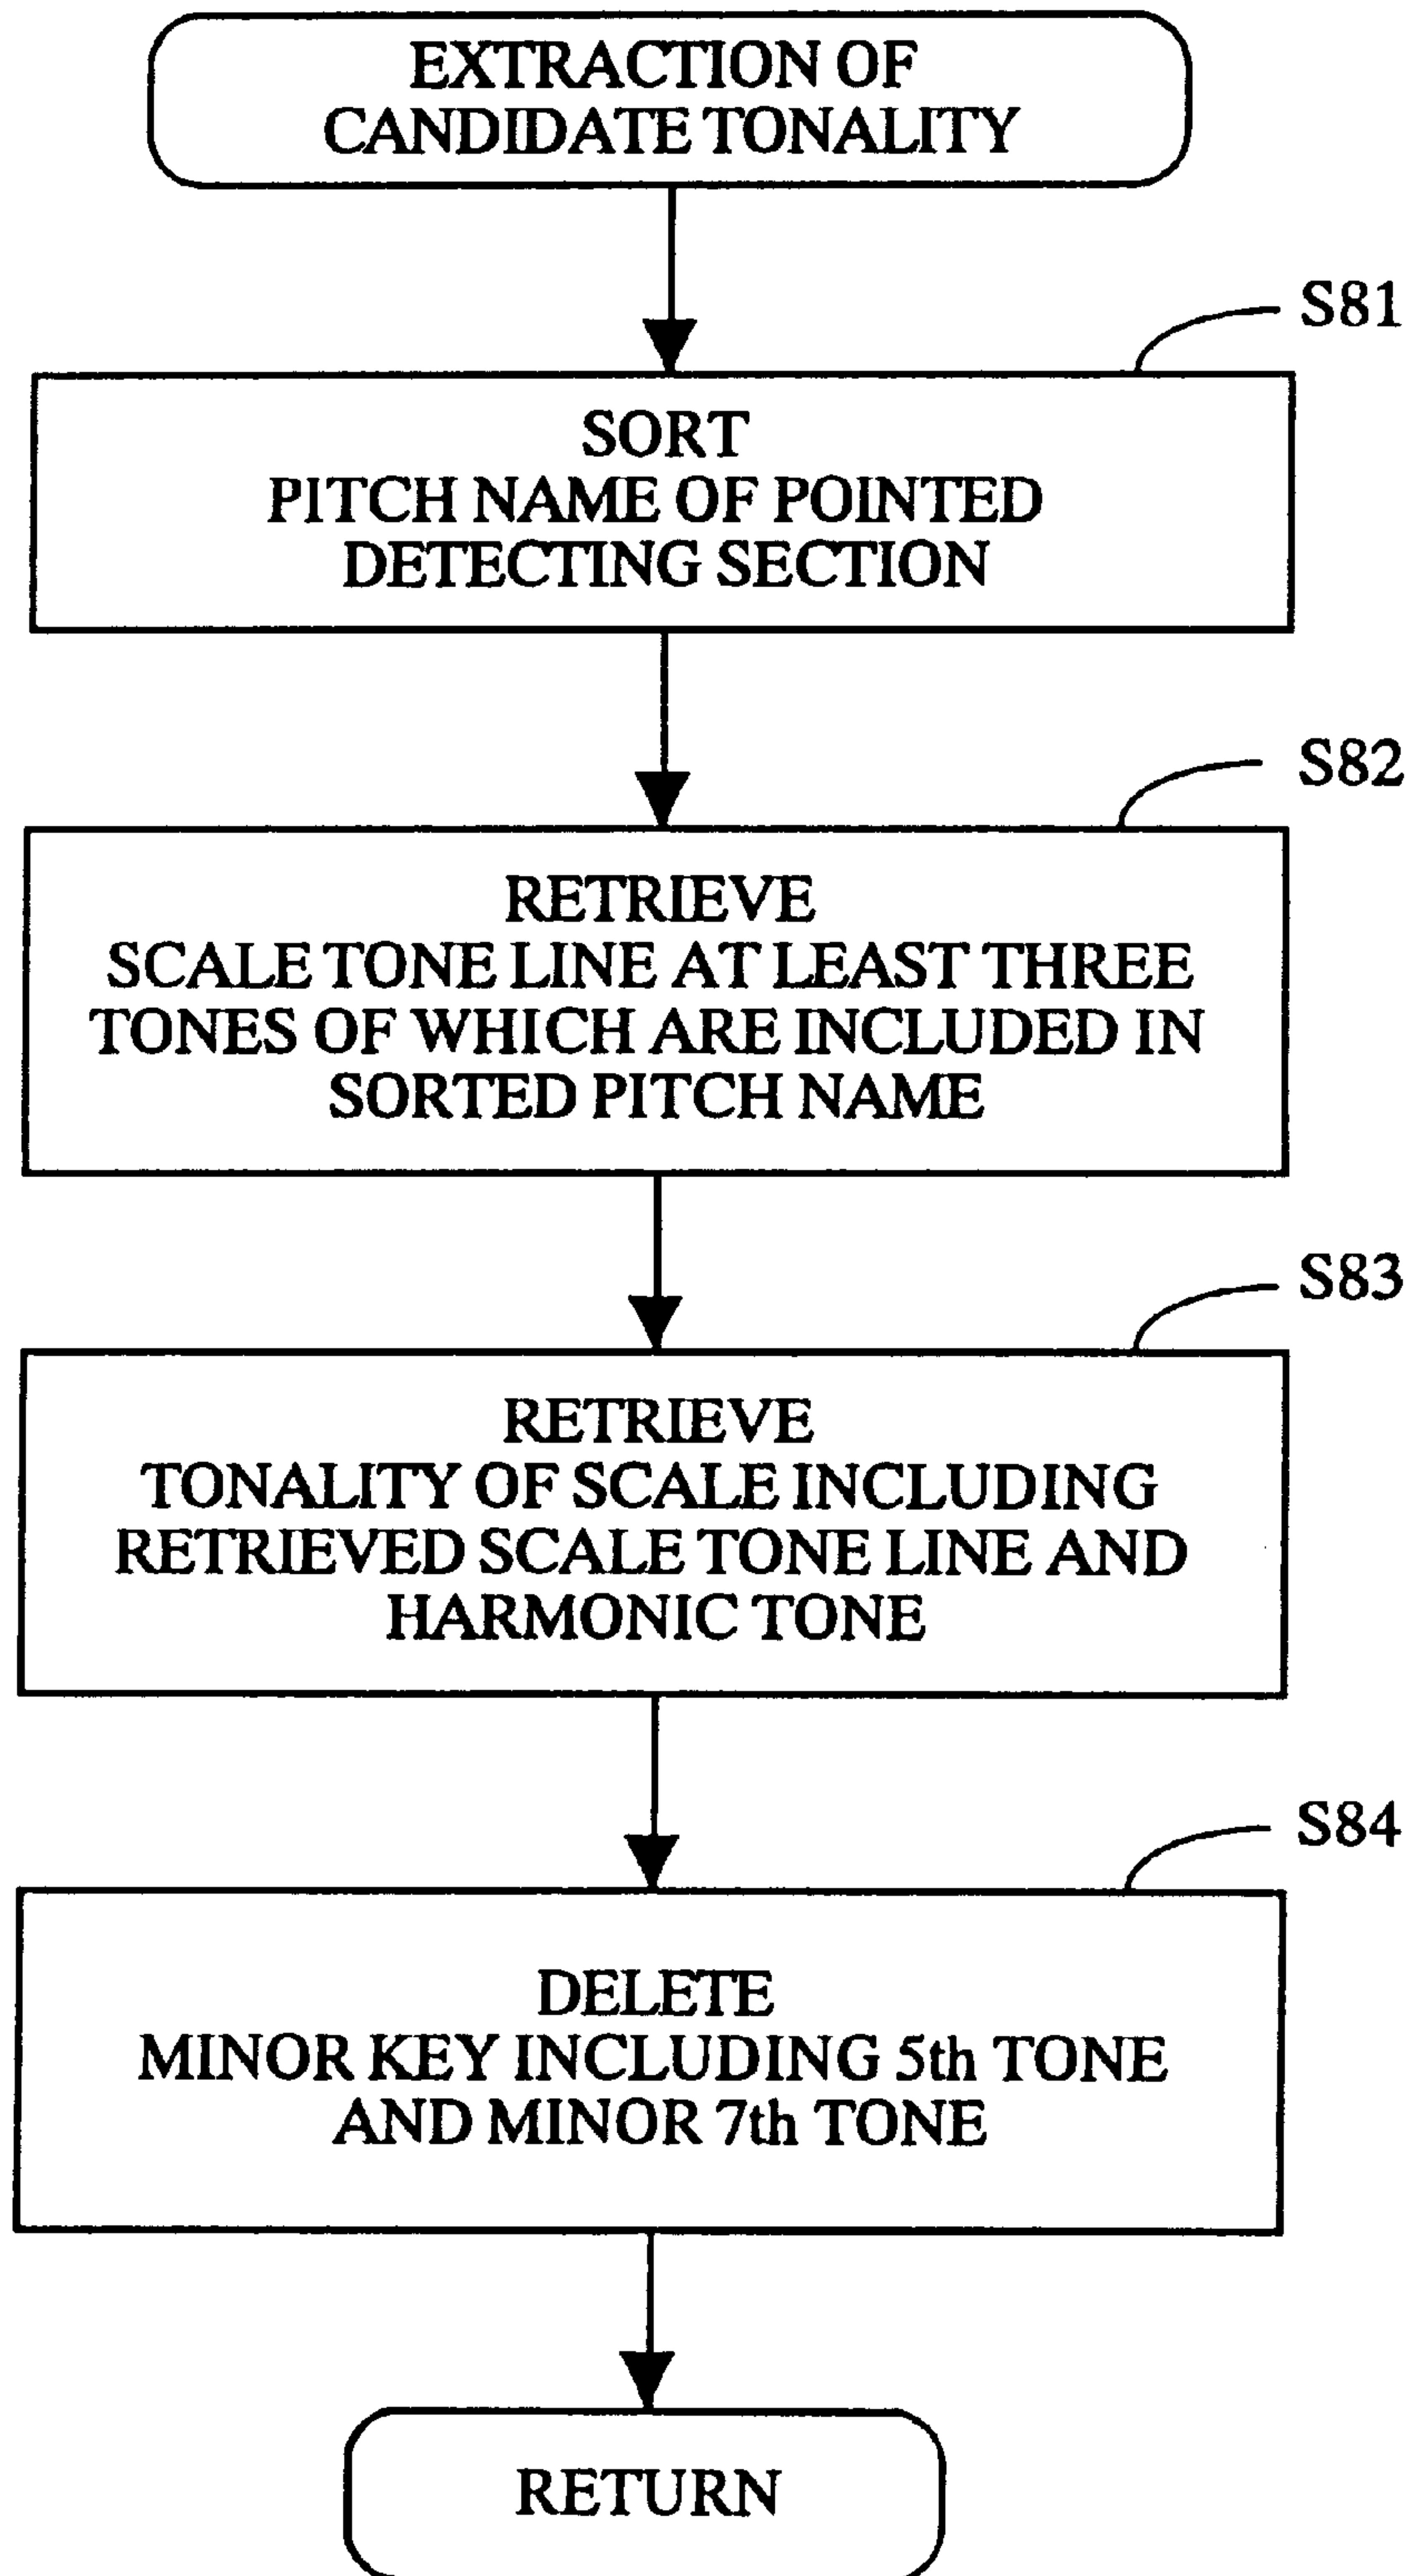 EXTRACTION OF
CANDIDATE TONALITY
S81
SORT
PITCH NAME OF POINTED
DETECTING SECTION
S82
RETRIEVE
SCALE TONE LINE AT LEAST THREE
TONES OF WHICH ARE INCLUDED IN
SORTED PITCH NAME
S83
RETRIEVE
TONALITY OF SCALE INCLUDING
RETRIEVED SCALE TONE LINE AND
HARMONIC TONE
S84
DELETE
MINOR KEY INCLUDING 5th TONE
AND MINOR 7th TONE
RETURN